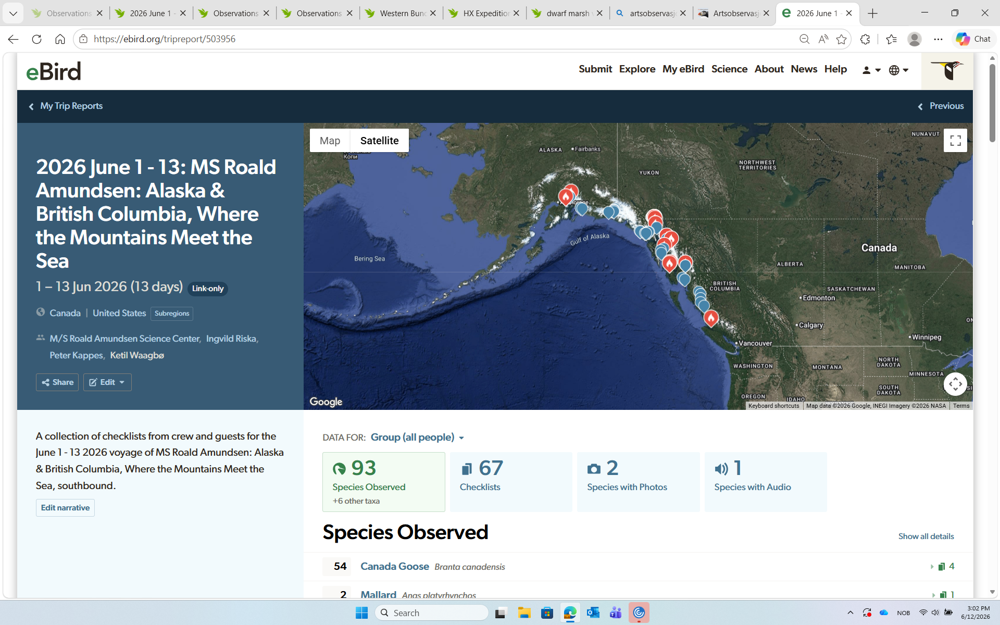 Observations
2026 June 1 -
Observations
Observations
Western Bunc
HX Expedition
dwarf marsh v
artsobservasjo
Artsobservasj
2026 June 1 -
https://ebird.org/tripreport/503956
Chat
eBird
Submit Explore My eBird Science About News Help
My Trip Reports
Previous
2026 June 1 - 13: MS Roald
Amundsen: Alaska &
British Columbia, Where
the Mountains Meet the
Sea
1 – 13 Jun 2026 (13 days) Link-only
Canada | United States Subregions
M/S Roald Amundsen Science Center, Ingvild Riska,
Peter Kappes, Ketil Waagbø
Share Edit
Map Satellite
NUNAVUT
Копи
ALASKA
Fairbanks
NORTHWEST
TERRITORIES
YUKON
Gulf of Alaska
Bering Sea
Canada
ALBERTA
MANITOBA
BRITISH
COLUMBIA
SASKATCHEWAN
Edmonton
Calgary
Winnipeg
Vancouver
WASHINGTON
MONTANA
NORTH
DAKOTA
MINNESOTA
SOUTH
DAKOTA
OREGON
IDAHO
Google
Keyboard shortcuts Map data ©2026 Google, INEGI Imagery ©2026 NASA Terms
A collection of checklists from crew and guests for the
June 1 - 13 2026 voyage of MS Roald Amundsen: Alaska
& British Columbia, Where the Mountains Meet the
Sea, southbound.
Edit narrative
DATA FOR: Group (all people)
93
Species Observed
+6 other taxa
67
Checklists
2
Species with Photos
1
Species with Audio
Species Observed
Show all details
54 Canada Goose Branta canadensis 4
2 Mallard Anas platyrhynchos 1
Search
NOB
3:02 PM
6/12/2026